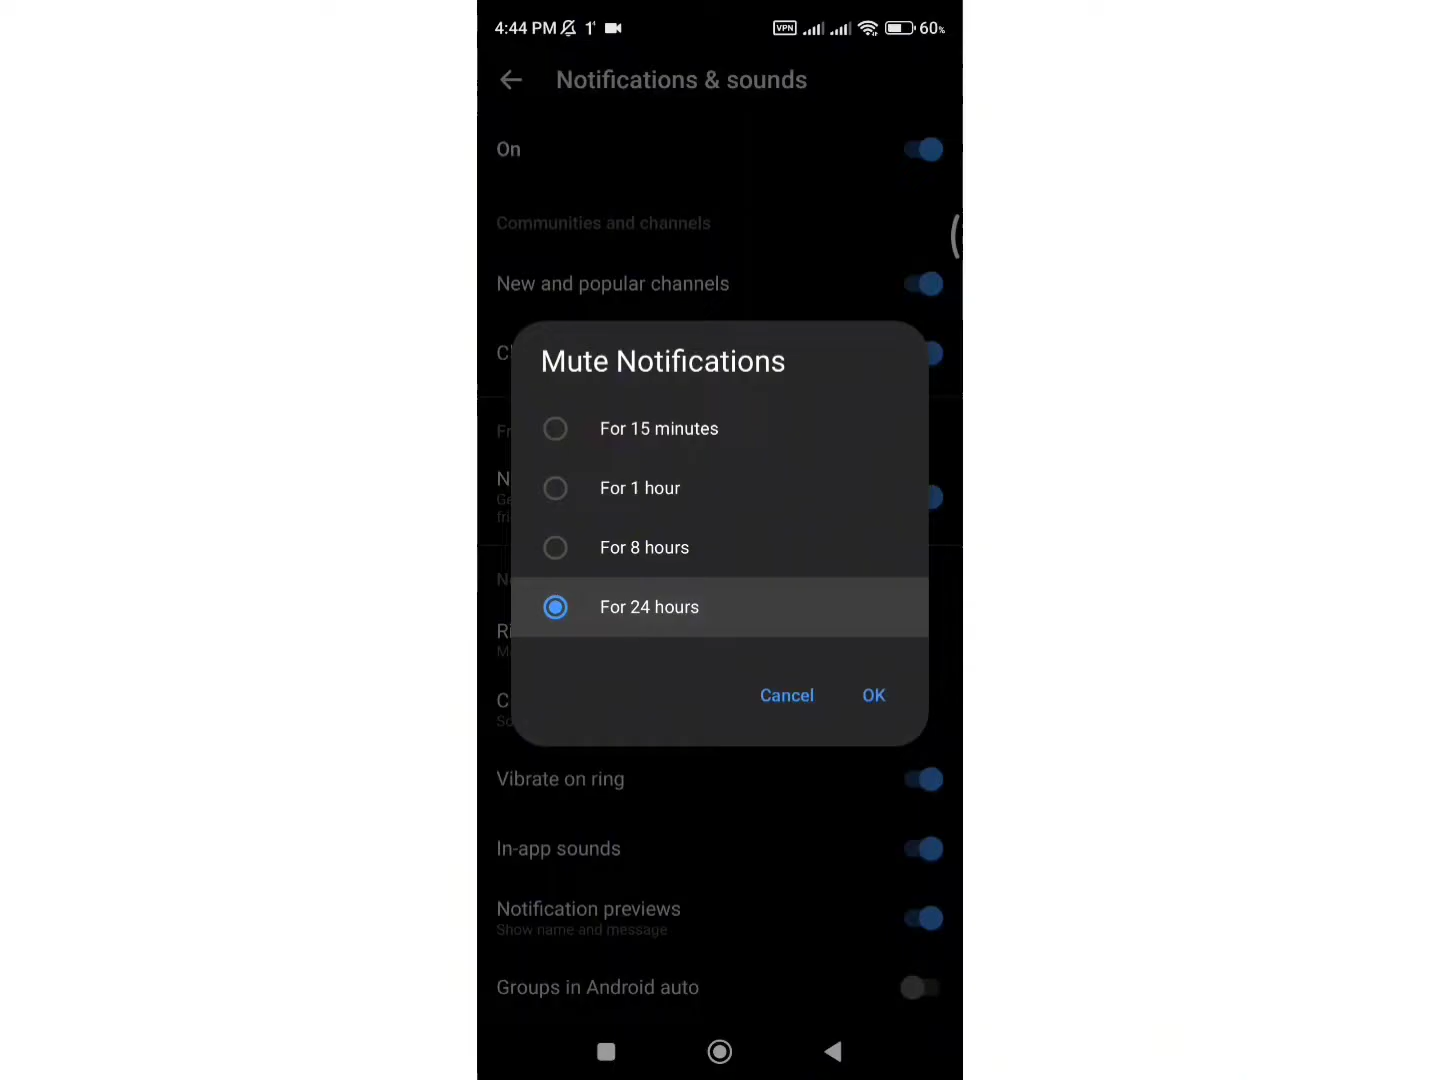 4:44 PM VPN 60%
Notifications & sounds
On
Communities and channels
New and popular channels
Mute Notifications
For 15 minutes
For 1 hour
For 8 hours
For 24 hours
Cancel OK
Vibrate on ring
In-app sounds
Notification previews
Show name and message
Groups in Android auto